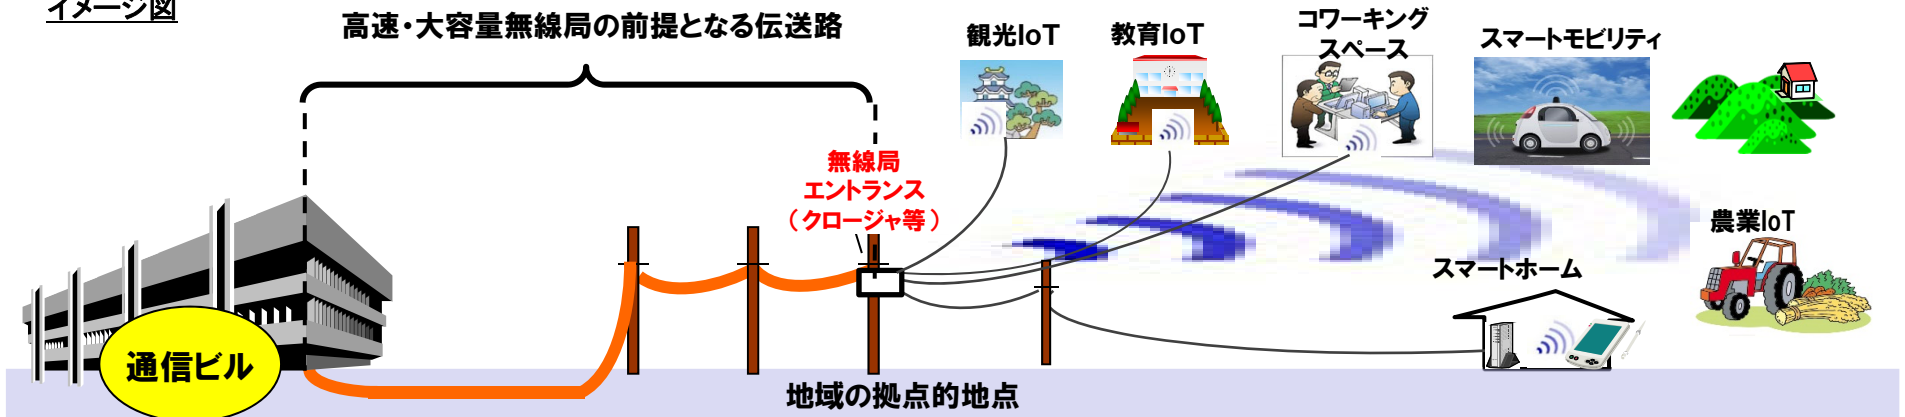 イメージ図
高速・大容量無線局の前提となる伝送路
観光IoT
教育IoT
コワーキング
スペース
スマートモビリティ
無線局
エントランス
（クロージャ等）
農業IoT
スマートホーム
通信ビル
地域の拠点的地点